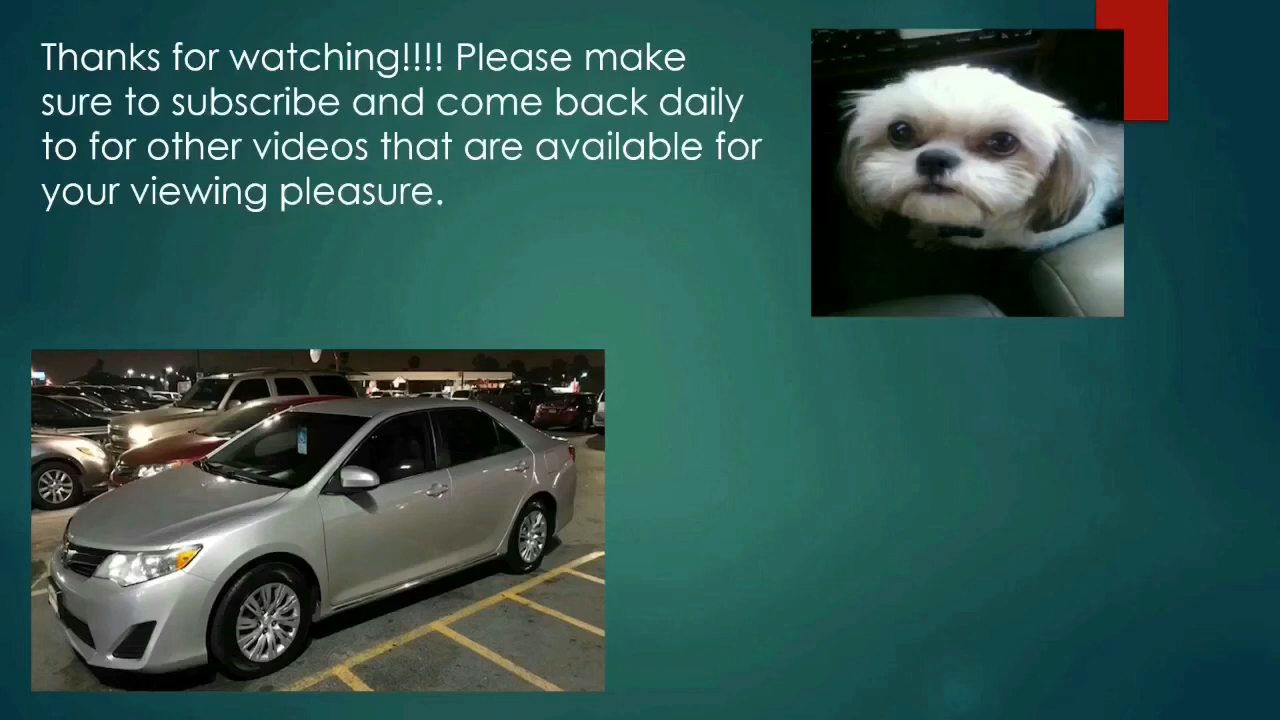 Thanks for watching!!!! Please make
sure to subscribe and come back daily
to for other videos that are available for
your viewing pleasure.